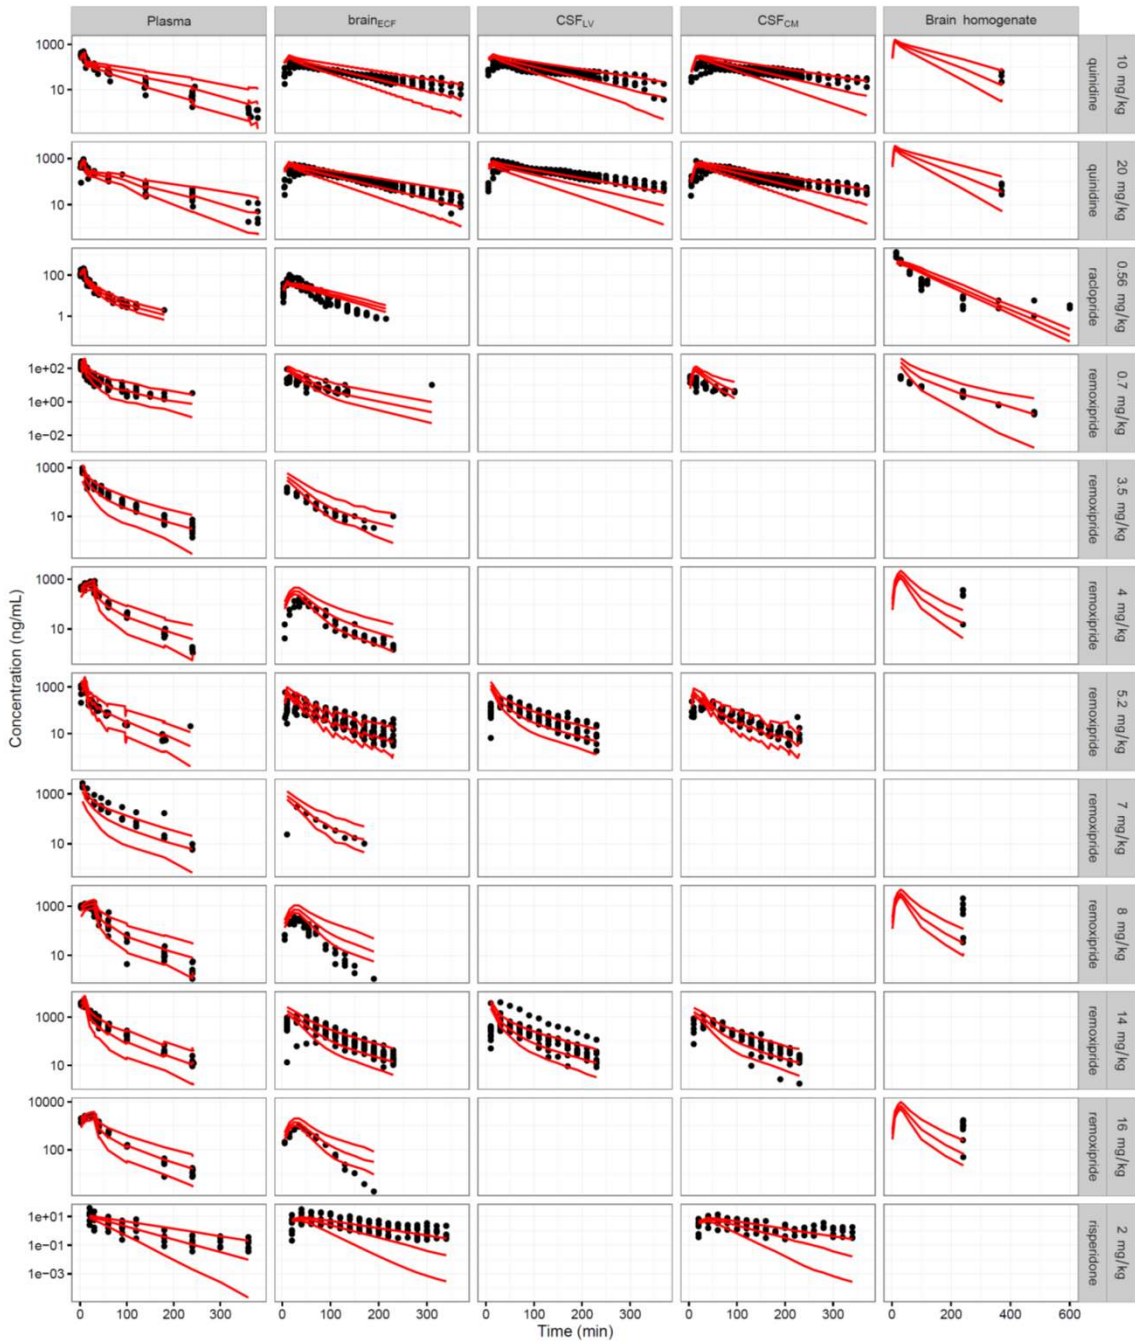 Plasma brainECF CSFLV CSFCM Brain homogenate
1000
10
10 mg/kg
quinidine
1000
10
20 mg/kg
quinidine
100
1
0.56 mg/kg
raclopride
1e+02
1e+00
1e−02
0.7 mg/kg
remoxipride
1000
10
3.5 mg/kg
remoxipride
1000
10
4 mg/kg
remoxipride
Concentration (ng/mL)
1000
10
5.2 mg/kg
remoxipride
1000
10
7 mg/kg
remoxipride
1000
10
8 mg/kg
remoxipride
1000
10
14 mg/kg
remoxipride
10000
100
16 mg/kg
remoxipride
1e+01
1e−01
1e−03
2 mg/kg
risperidone
0 100 200 300 0 100 200 300 0 100 200 300 0 100 200 300 0 200 400 600
Time (min)